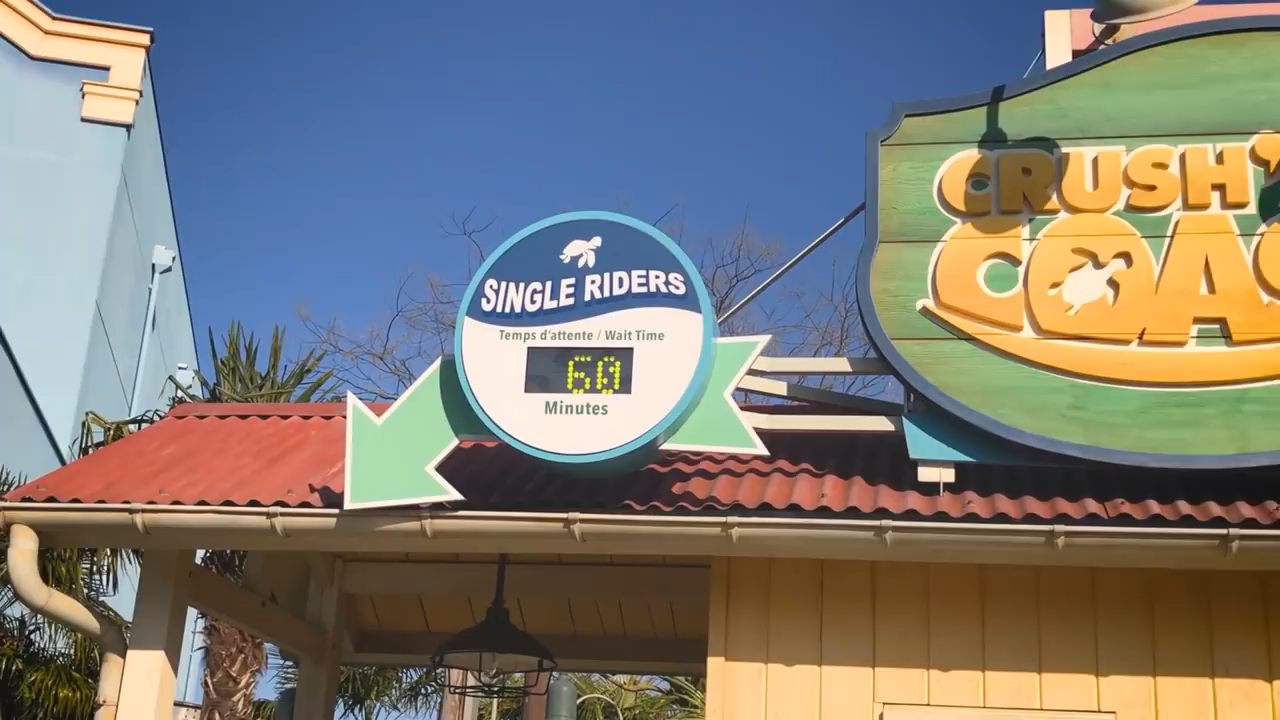 SINGLE RIDERS
Temps d'attente / Wait Time
60
Minutes
CRUSH'
COA